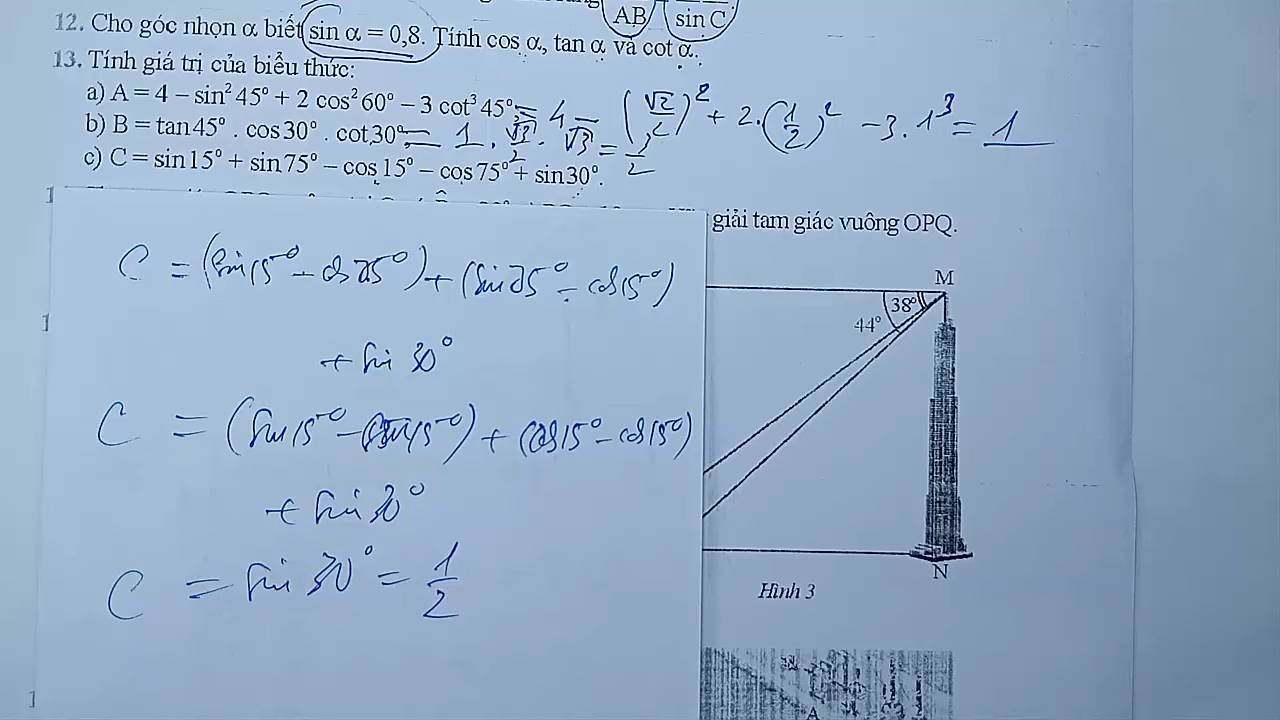 AB sin C
12. Cho góc nhọn α biết sin α = 0,8. Tính cos α, tan α và cot α.
13. Tính giá trị của biểu thức:
a) A = 4 – sin² 45° + 2 cos² 60° – 3 cot³ 45° = 4 – (√2/2)² + 2.(1/2)² – 3.1³ = 1
b) B = tan 45° . cos 30° . cot 30° = 1 . √3/2 . √3 = 3/2
c) C = sin 15° + sin 75° – cos 15° – cos 75° + sin 30°.
giải tam giác vuông OPQ.
C = (sin 15° – cos 75°) + (sin 75° – cos 15°)
+ sin 30°
C = (sin 15° – sin 15°) + (cos 15° – cos 15°)
+ sin 30°
C = sin 30° = 1/2
M
38°
44°
N
Hình 3
A